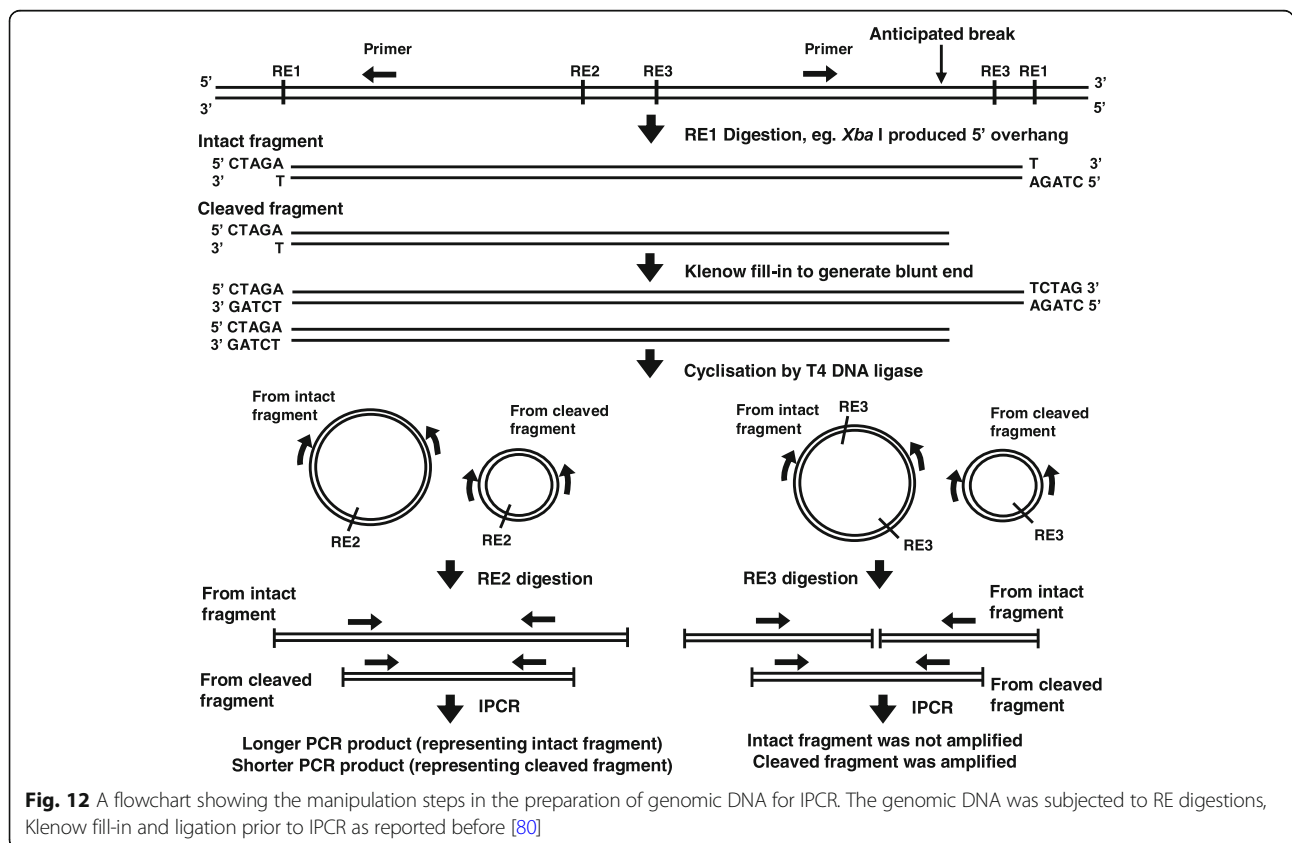 Anticipated break
Primer
Primer
RE1
RE2
RE3
RE3
RE1
5’
3’
3’
5’
RE1 Digestion, eg. Xba I produced 5’ overhang
Intact fragment
5’ CTAGA
T 3’
3’ T
AGATC 5’
Cleaved fragment
5’ CTAGA
3’ T
Klenow fill-in to generate blunt end
5’ CTAGA
TCTAG 3’
3’ GATCT
AGATC 5’
5’ CTAGA
3’ GATCT
Cyclisation by T4 DNA ligase
From intact
fragment
From cleaved
fragment
RE2
RE2
From intact
fragment
RE3
From cleaved
fragment
RE3
RE3
RE2 digestion
RE3 digestion
From intact
fragment
From intact
fragment
From cleaved
fragment
From cleaved
fragment
IPCR
IPCR
Longer PCR product (representing intact fragment)
Shorter PCR product (representing cleaved fragment)
Intact fragment was not amplified
Cleaved fragment was amplified
Fig. 12 A flowchart showing the manipulation steps in the preparation of genomic DNA for IPCR. The genomic DNA was subjected to RE digestions,
Klenow fill-in and ligation prior to IPCR as reported before [80]